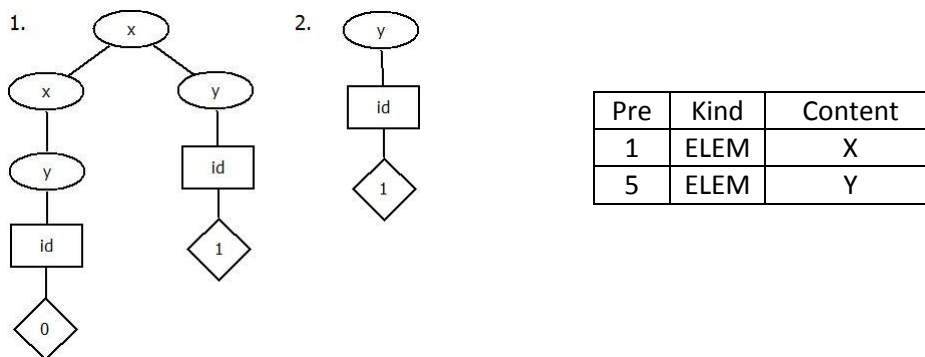 1.
x
x
y
y
id
id
1
0
2.
y
id
1
Pre Kind Content
1 ELEM X
5 ELEM Y